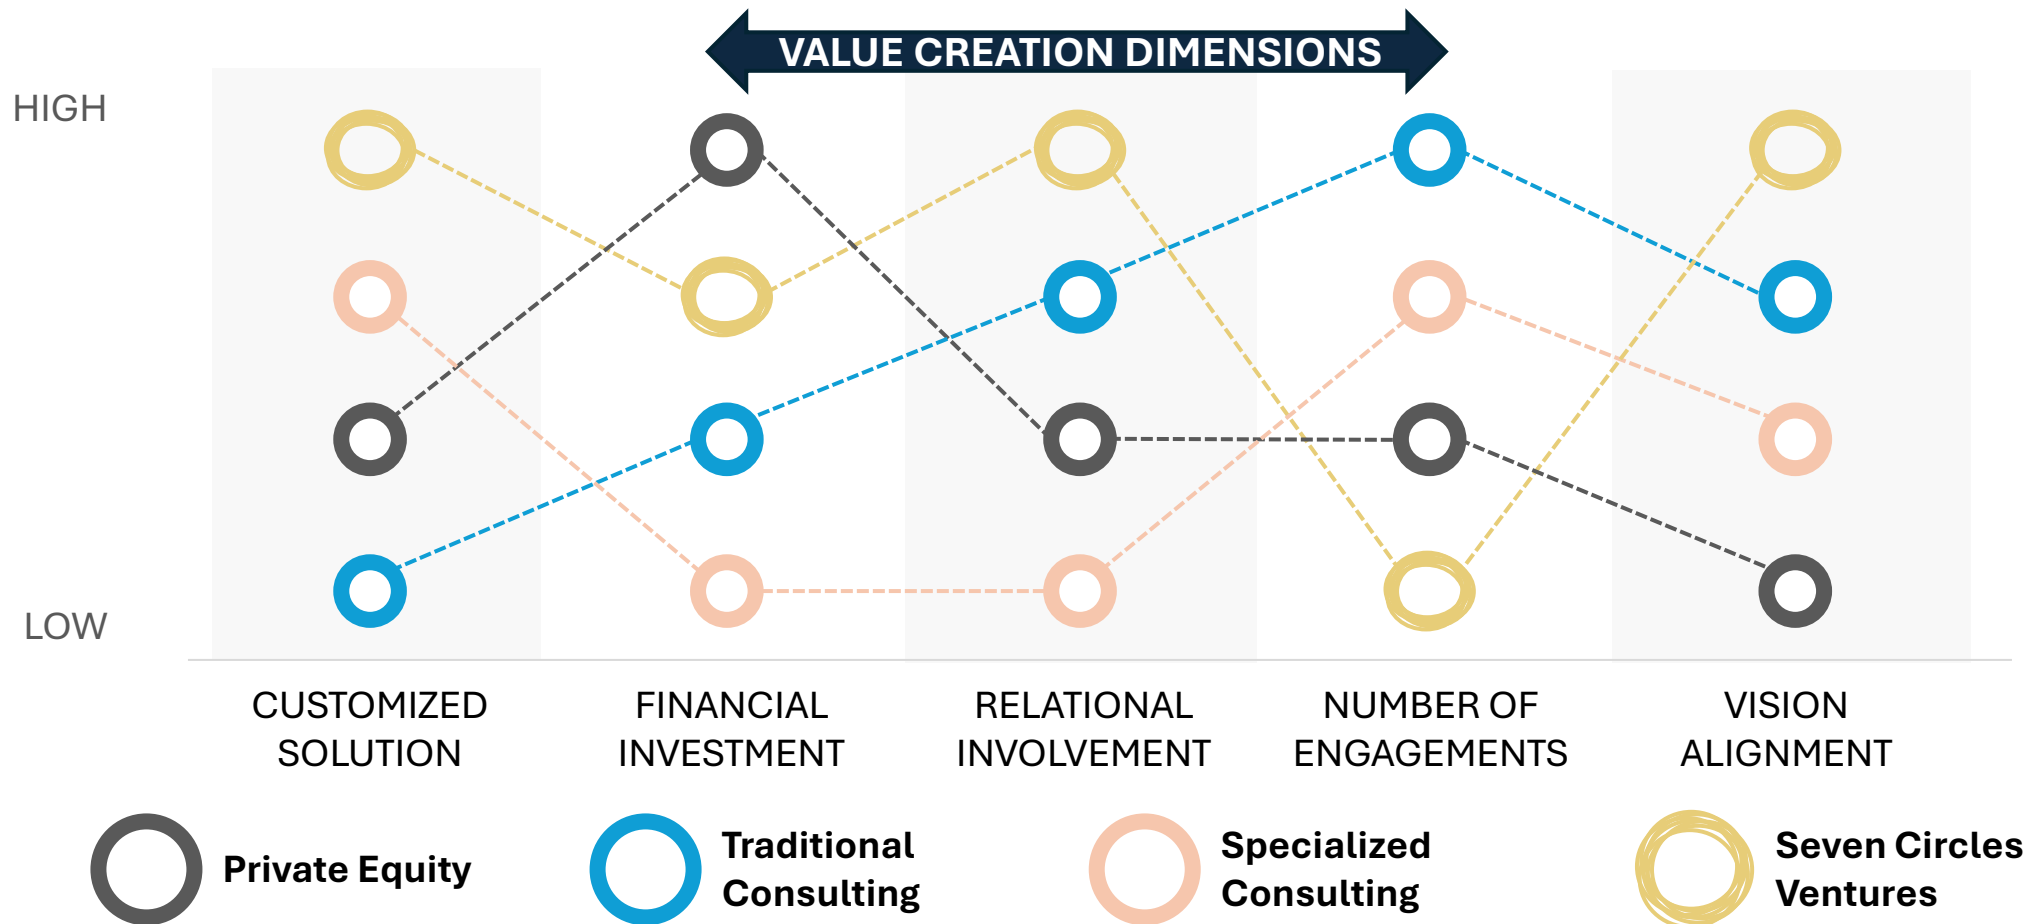 VALUE CREATION DIMENSIONS
HIGH
LOW
CUSTOMIZED
SOLUTION
FINANCIAL
INVESTMENT
RELATIONAL
INVOLVEMENT
NUMBER OF
ENGAGEMENTS
VISION
ALIGNMENT
Private Equity
Traditional
Consulting
Specialized
Consulting
Seven Circles
Ventures